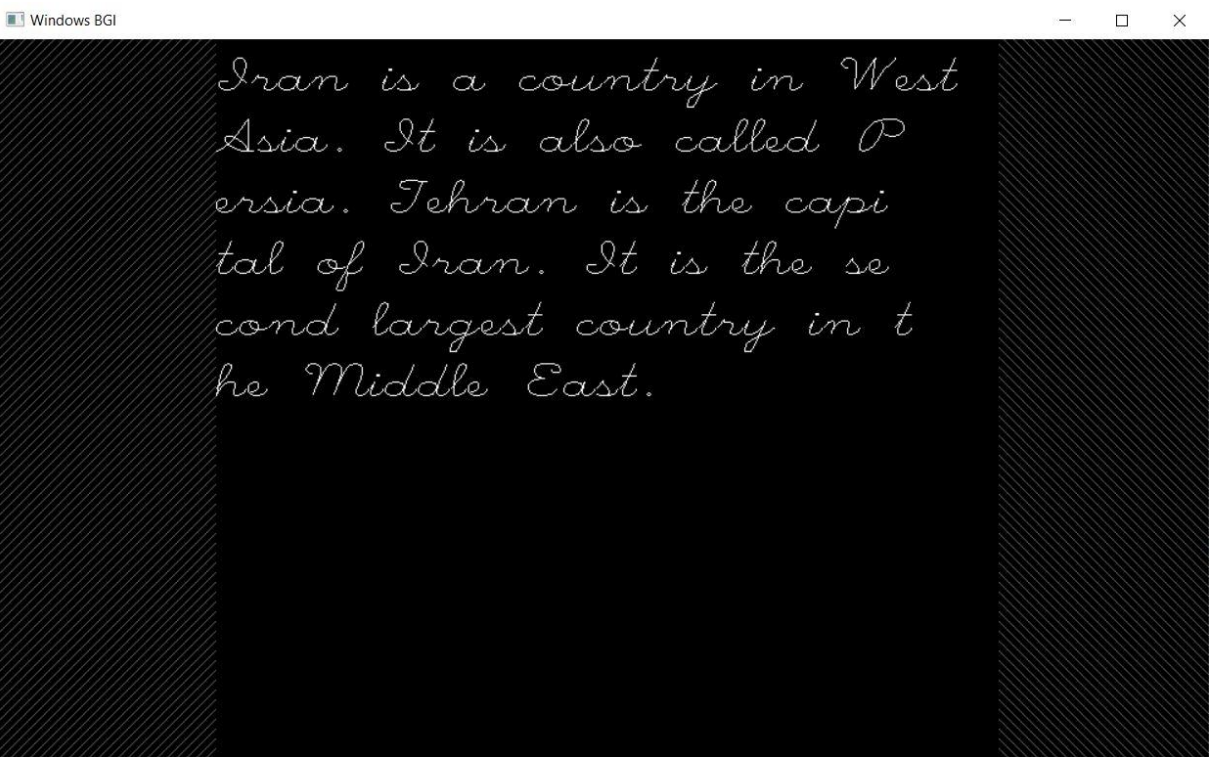 Windows BGI
Iran is a country in West
Asia. It is also called P
ersia. Tehran is the capi
tal of Iran. It is the se
cond largest country in t
he Middle East.